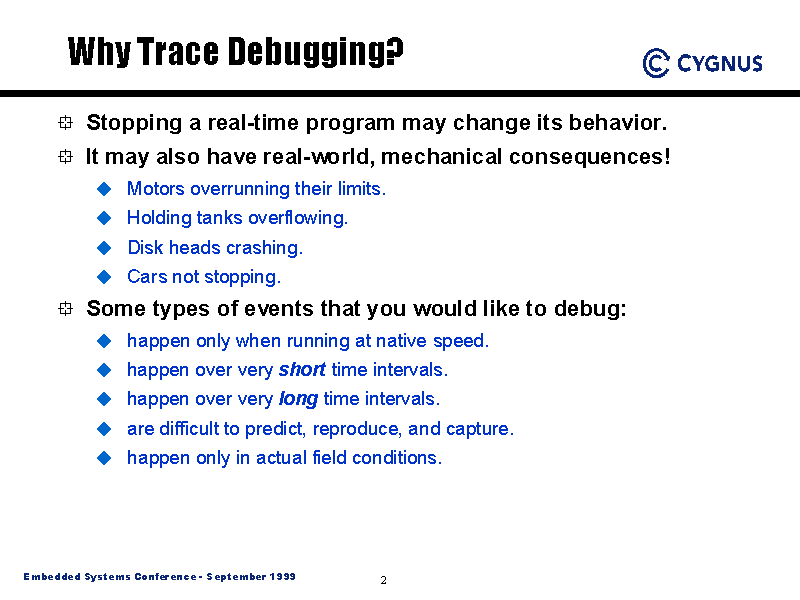 Why Trace Debugging?
CYGNUS
Stopping a real-time program may change its behavior.
It may also have real-world, mechanical consequences!
Motors overrunning their limits.
Holding tanks overflowing.
Disk heads crashing.
Cars not stopping.
Some types of events that you would like to debug:
happen only when running at native speed.
happen over very short time intervals.
happen over very long time intervals.
are difficult to predict, reproduce, and capture.
happen only in actual field conditions.
Embedded Systems Conference - September 1999
2